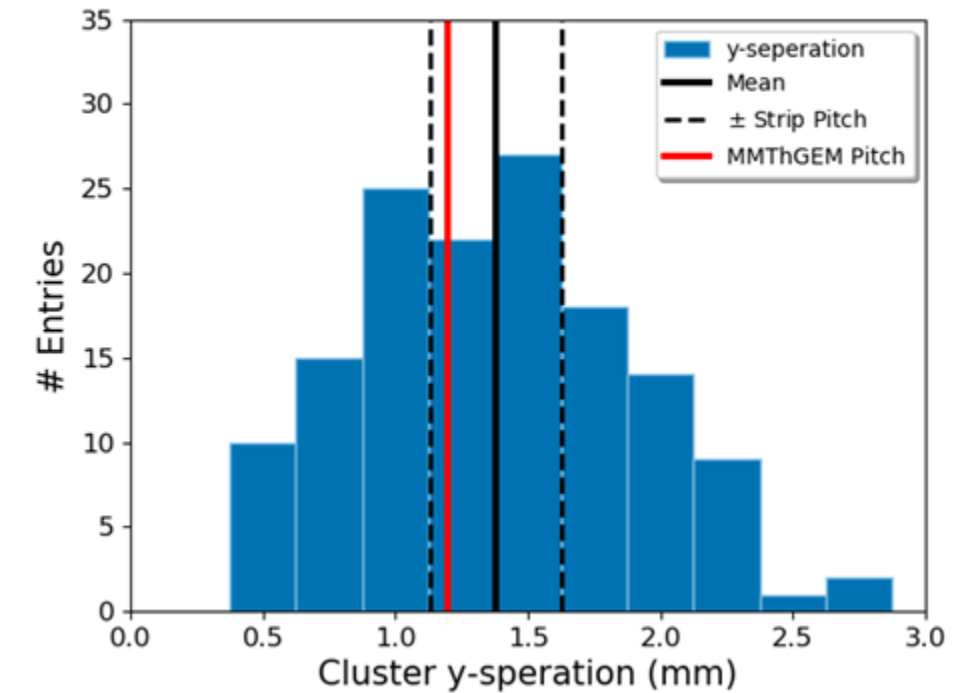 35
30
25
20
15
10
5
0
# Entries
0.0 0.5 1.0 1.5 2.0 2.5 3.0
Cluster y-speration (mm)
y-seperation
Mean
± Strip Pitch
MMThGEM Pitch